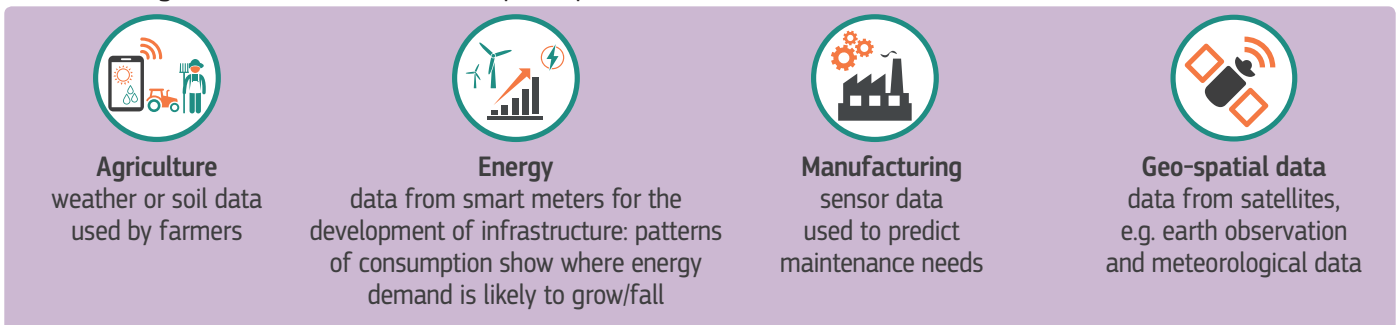 Agriculture
weather or soil data
used by farmers
Energy
data from smart meters for the
development of infrastructure: patterns
of consumption show where energy
demand is likely to grow/fall
Manufacturing
sensor data
used to predict
maintenance needs
Geo-spatial data
data from satellites,
e.g. earth observation
and meteorological data